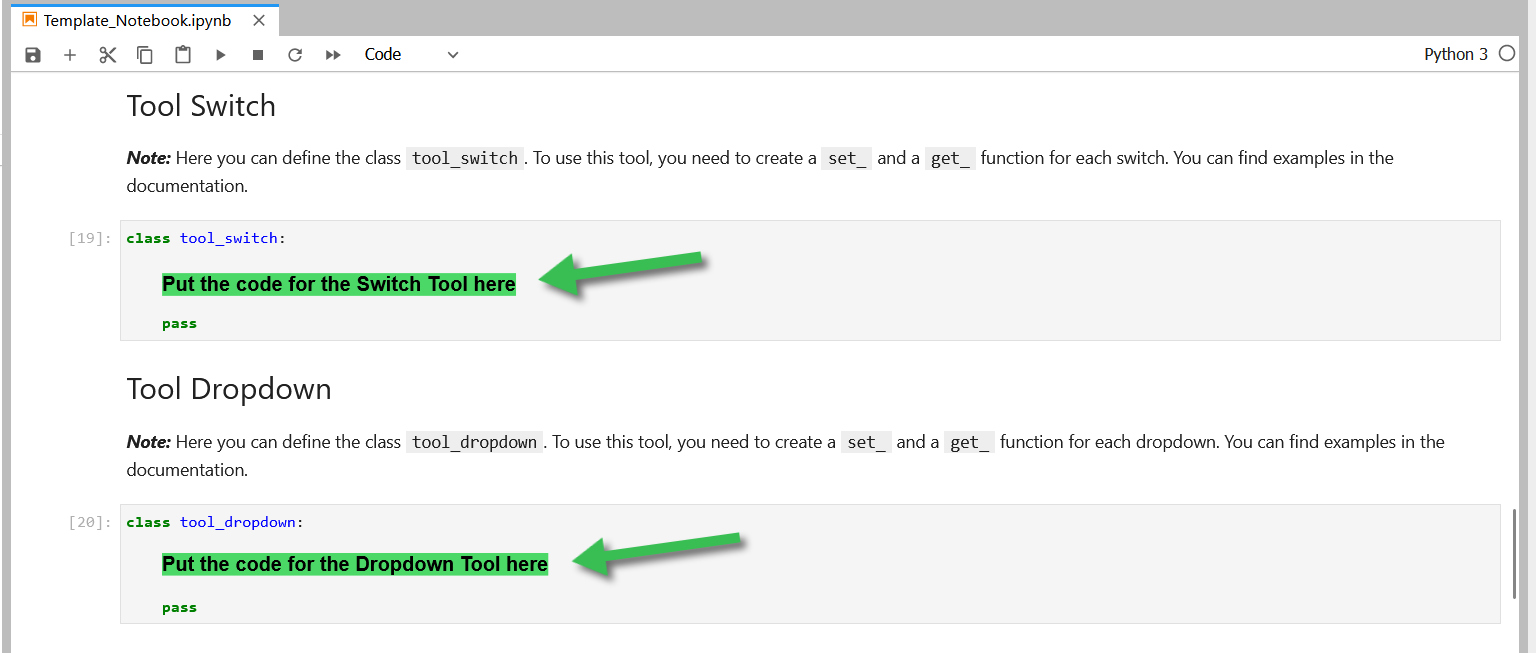 Template_Notebook.ipynb
Code
Python 3
Tool Switch
Note: Here you can define the class tool_switch. To use this tool, you need to create a set_ and a get_ function for each switch. You can find examples in the
documentation.
[19]: class tool_switch:
Put the code for the Switch Tool here
pass
Tool Dropdown
Note: Here you can define the class tool_dropdown. To use this tool, you need to create a set_ and a get_ function for each dropdown. You can find examples in the
documentation.
[20]: class tool_dropdown:
Put the code for the Dropdown Tool here
pass